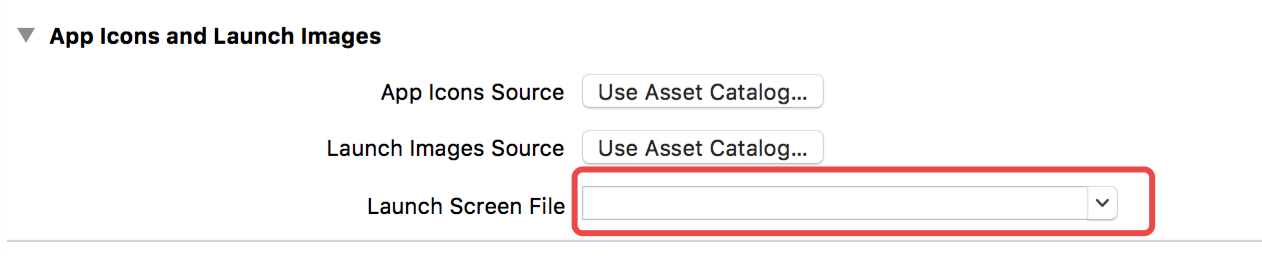 App Icons and Launch Images
App Icons Source Use Asset Catalog...
Launch Images Source Use Asset Catalog...
Launch Screen File